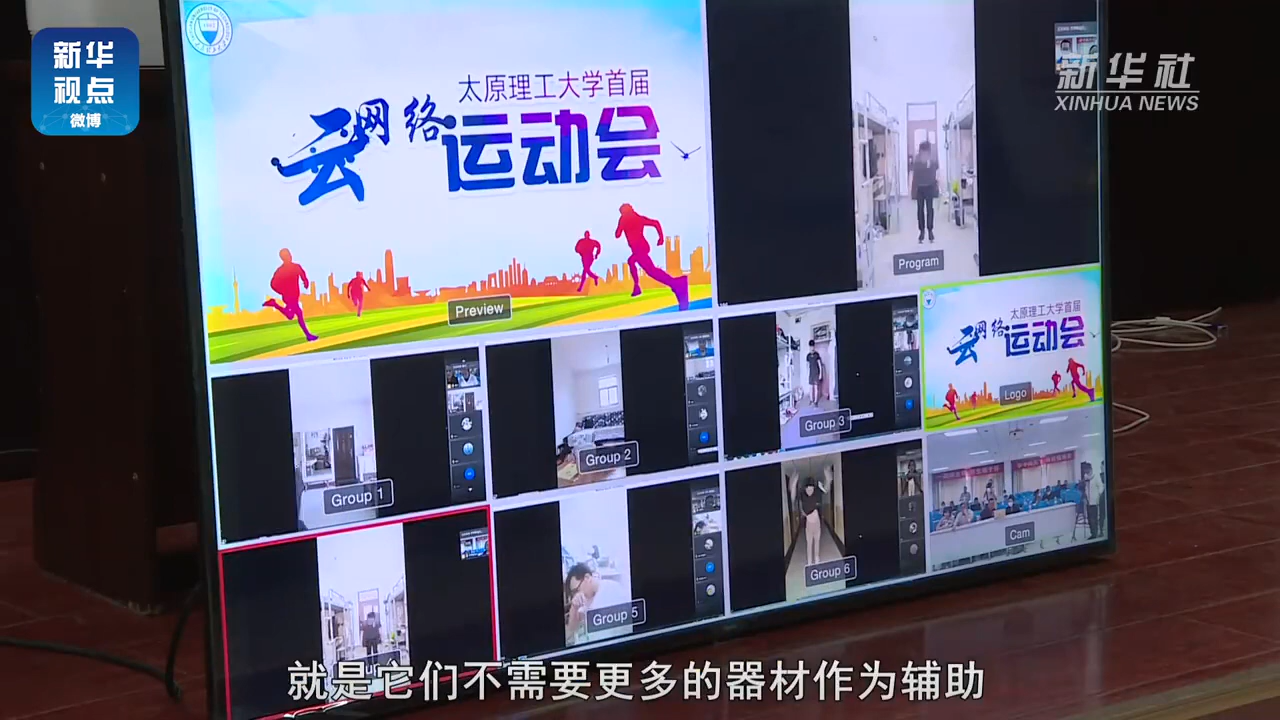 新华
视点
微博
新华社
XINHUA NEWS
太原理工大学首届
云网络运动会
Preview
Program
Group 1
Group 2
Group 3
太原理工大学首届
云网络运动会
Logo
Group 5
Group 6
Cam
就是它们不需要更多的器材作为辅助